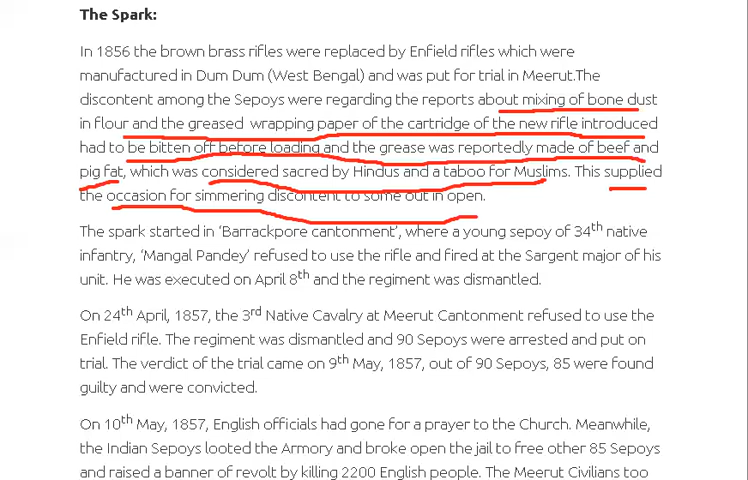 The Spark:
In 1856 the brown brass rifles were replaced by Enfield rifles which were
manufactured in Dum Dum (West Bengal) and was put for trial in Meerut.The
discontent among the Sepoys were regarding the reports about mixing of bone dust
in flour and the greased wrapping paper of the cartridge of the new rifle introduced
had to be bitten off before loading and the grease was reportedly made of beef and
pig fat, which was considered sacred by Hindus and a taboo for Muslims. This supplied
the occasion for simmering discontent to some out in open.
The spark started in ‘Barrackpore cantonment’, where a young sepoy of 34th native
infantry, ‘Mangal Pandey’ refused to use the rifle and fired at the Sargent major of his
unit. He was executed on April 8th and the regiment was dismantled.
On 24th April, 1857, the 3rd Native Cavalry at Meerut Cantonment refused to use the
Enfield rifle. The regiment was dismantled and 90 Sepoys were arrested and put on
trial. The verdict of the trial came on 9th May, 1857, out of 90 Sepoys, 85 were found
guilty and were convicted.
On 10th May, 1857, English officials had gone for a prayer to the Church. Meanwhile,
the Indian Sepoys looted the Armory and broke open the jail to free other 85 Sepoys
and raised a banner of revolt by killing 2200 English people. The Meerut Civilians too